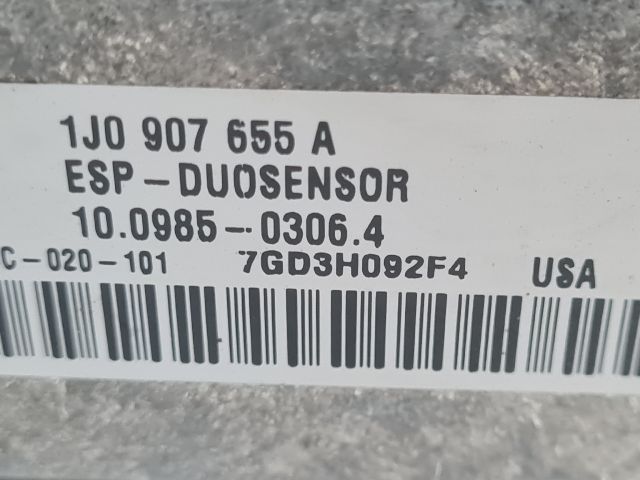 1J0 907 655 A
ESP-DUOSENSOR
10.0985-0306.4
C-020-101 7GD3H092F4 USA